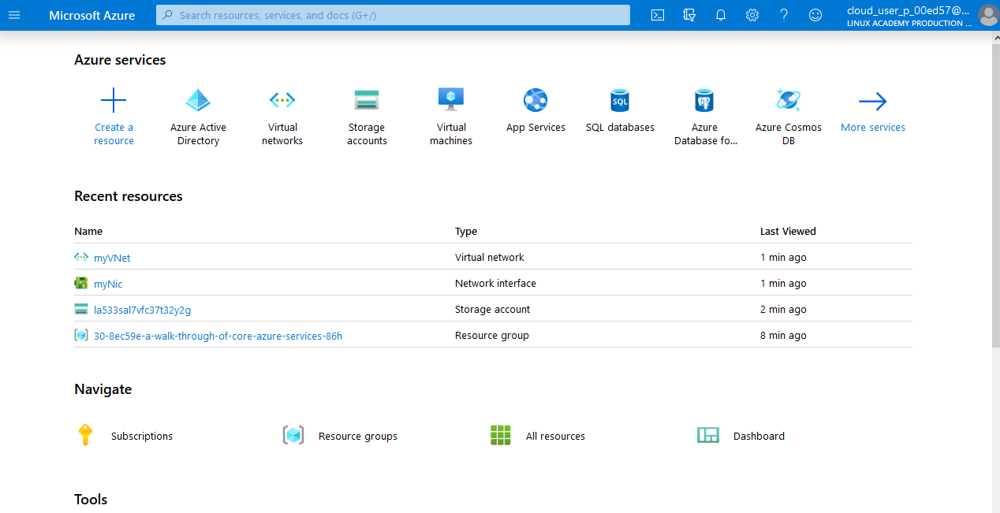 Microsoft Azure
Search resources, services, and docs (G+/)
cloud_user_p_00ed57@...
LINUX ACADEMY PRODUCTION ...
Azure services
Create a
resource
Azure Active
Directory
Virtual
networks
Storage
accounts
Virtual
machines
App Services
SQL
SQL databases
Azure
Database fo...
Azure Cosmos
DB
More services
Recent resources
Name Type Last Viewed
myVNet Virtual network 1 min ago
myNic Network interface 1 min ago
la533sal7vfc37t32y2g Storage account 2 min ago
30-8ec59e-a-walk-through-of-core-azure-services-86h Resource group 8 min ago
Navigate
Subscriptions Resource groups All resources Dashboard
Tools